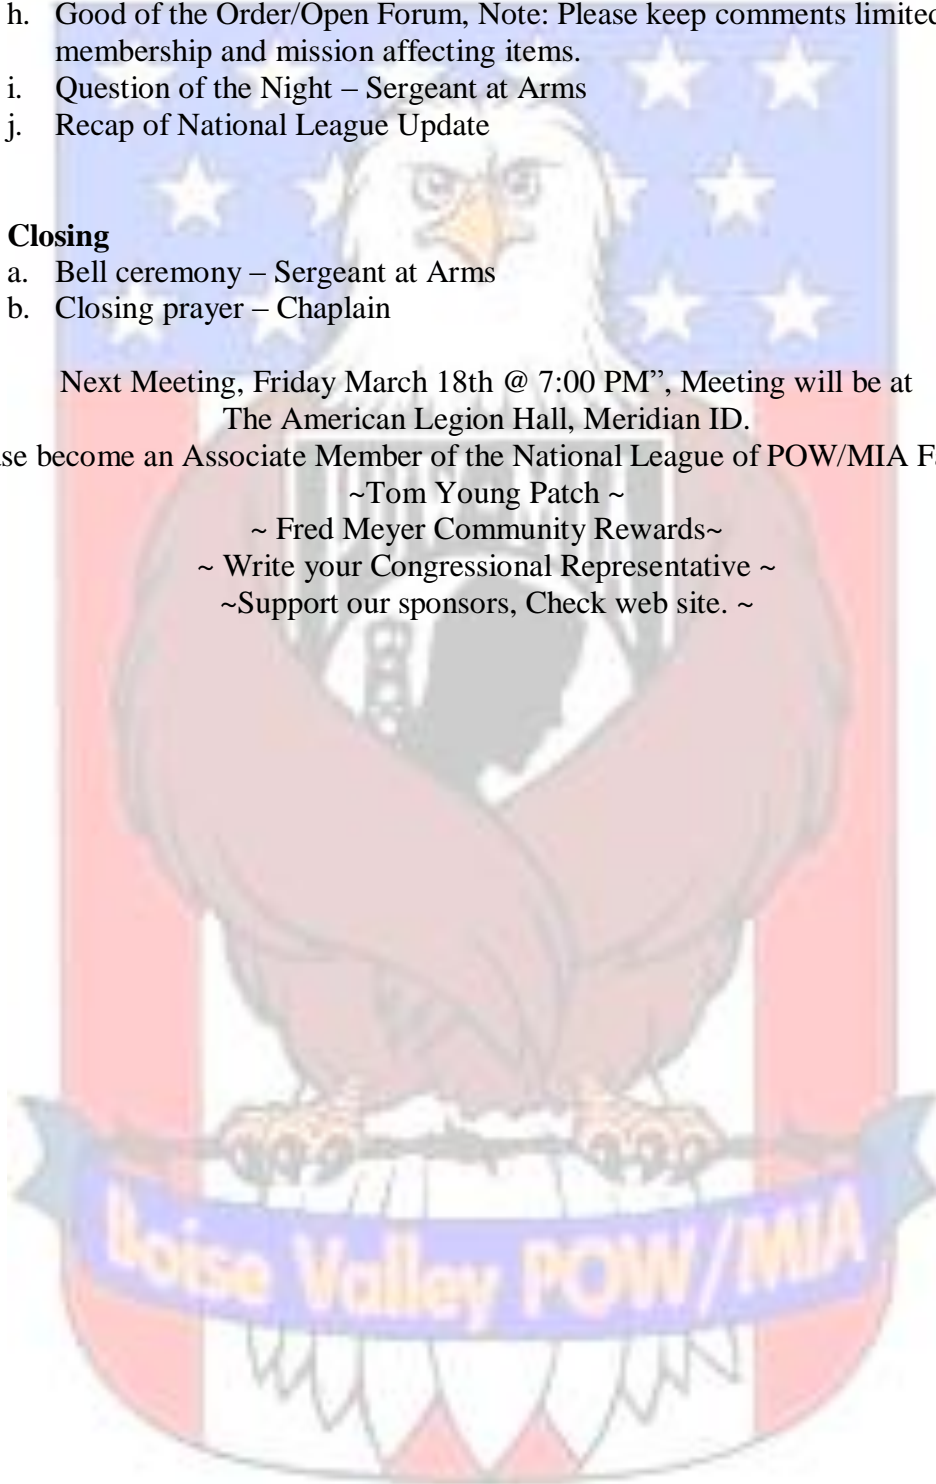 h. Good of the Order/Open Forum, Note: Please keep comments limited
membership and mission affecting items.
i. Question of the Night – Sergeant at Arms
j. Recap of National League Update
Closing
a. Bell ceremony – Sergeant at Arms
b. Closing prayer – Chaplain
Next Meeting, Friday March 18th @ 7:00 PM”, Meeting will be at
The American Legion Hall, Meridian ID.
become an Associate Member of the National League of POW/MIA
~Tom Young Patch ~
~ Fred Meyer Community Rewards~
~ Write your Congressional Representative ~
~Support our sponsors, Check web site. ~
Boise Valley POW/MIA